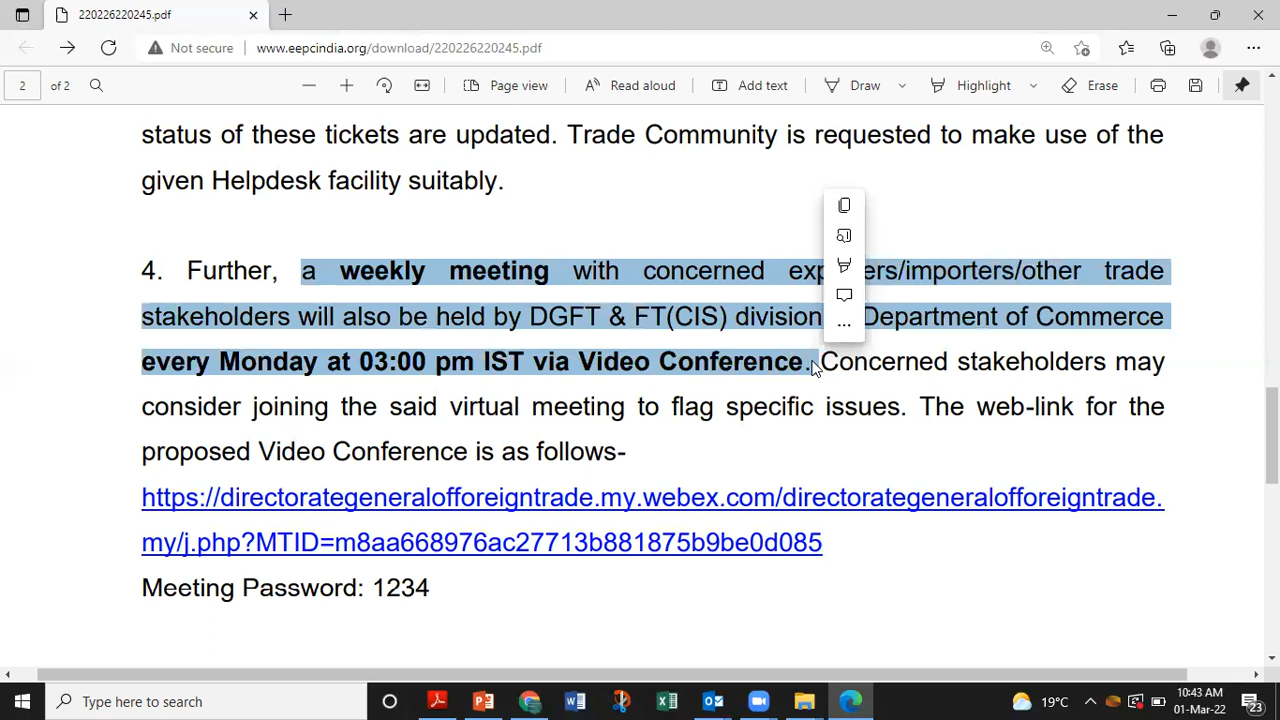 220226220245.pdf
Not secure www.eepcindia.org/download/220226220245.pdf
2 of 2 Page view Read aloud Add text Draw Highlight Erase
status of these tickets are updated. Trade Community is requested to make use of the
given Helpdesk facility suitably.
4. Further, a weekly meeting with concerned exp ers/importers/other trade
stakeholders will also be held by DGFT & FT(CIS) division Department of Commerce
every Monday at 03:00 pm IST via Video Conference. Concerned stakeholders may
consider joining the said virtual meeting to flag specific issues. The web-link for the
proposed Video Conference is as follows-
https://directorategeneralofforeigntrade.my.webex.com/directorategeneralofforeigntrade.
my/j.php?MTID=m8aa668976ac27713b881875b9be0d085
Meeting Password: 1234
Type here to search
19°C
10:43 AM
01-Mar-22
23